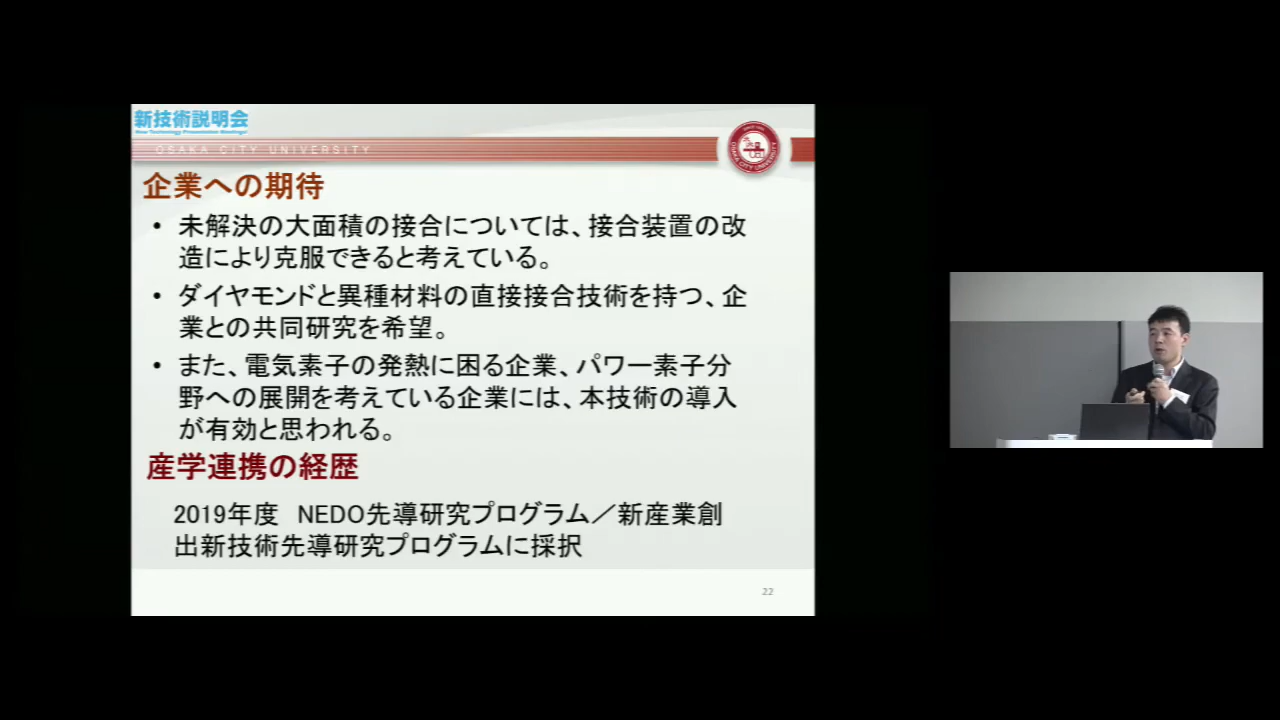 新技術説明会
New Technology Presentation Meetings!
OSAKA CITY UNIVERSITY
OSAKA CITY UNIVERSITY
企業への期待
• 未解決の大面積の接合については、接合装置の改
造により克服できると考えている。
• ダイヤモンドと異種材料の直接接合技術を持つ、企
業との共同研究を希望。
• また、電気素子の発熱に困る企業、パワー素子分
野への展開を考えている企業には、本技術の導入
が有効と思われる。
産学連携の経歴
2019年度 NEDO先導研究プログラム／新産業創
出新技術先導研究プログラムに採択
22